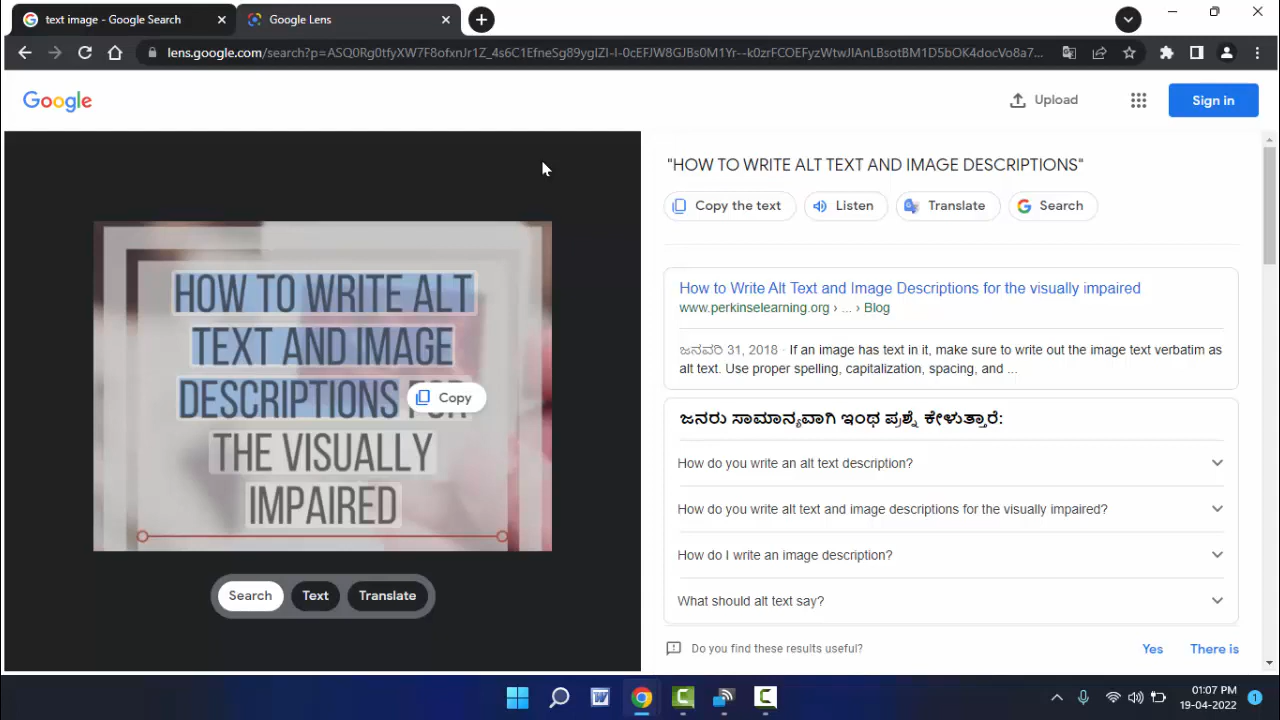 text image - Google Search
Google Lens
lens.google.com/search?p=ASQ0Rg0tfyXW7F8ofxnJr1Z_4s6C1EfneSg89yglZI-I-0cEFJW8GJBs0M1Yr--k0zrFCOEFyzWtwJIAnLBsotBM1D5bOK4docVo8a7...
Google
Upload
Sign in
HOW TO WRITE ALT
TEXT AND IMAGE
DESCRIPTIONS FOR
THE VISUALLY
IMPAIRED
Copy
Search Text Translate
"HOW TO WRITE ALT TEXT AND IMAGE DESCRIPTIONS"
Copy the text Listen Translate Search
How to Write Alt Text and Image Descriptions for the visually impaired
www.perkinselearning.org › ... › Blog
ಜನವರಿ 31, 2018 · If an image has text in it, make sure to write out the image text verbatim as
alt text. Use proper spelling, capitalization, spacing, and ...
ಜನರು ಸಾಮಾನ್ಯವಾಗಿ ಇಂಥ ಪ್ರಶ್ನೆ ಕೇಳುತ್ತಾರೆ:
How do you write an alt text description?
How do you write alt text and image descriptions for the visually impaired?
How do I write an image description?
What should alt text say?
Do you find these results useful? Yes There is
01:07 PM
19-04-2022
1